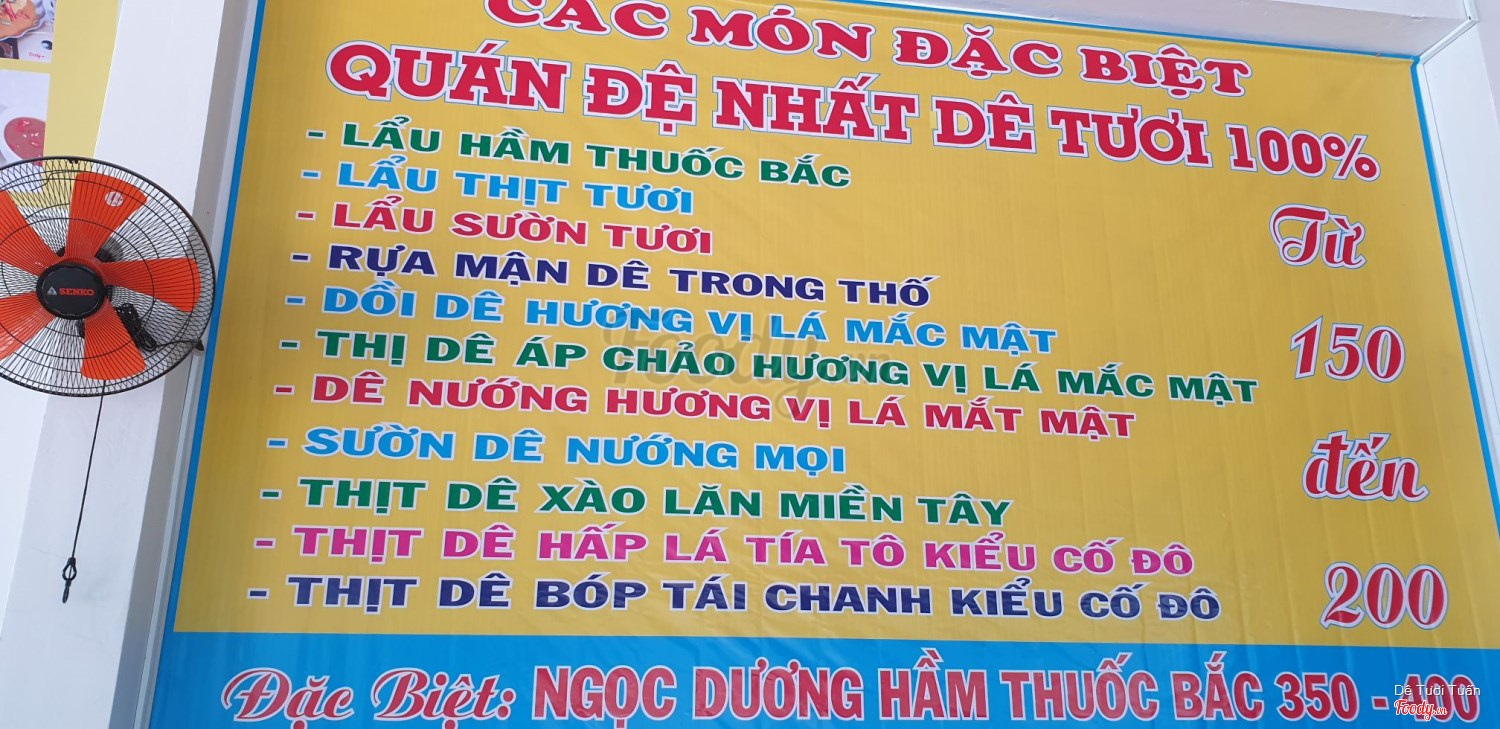 CÁC MÓN ĐẶC BIỆT
QUÁN ĐỆ NHẤT DÊ TƯƠI 100%
- LẨU HẦM THUỐC BẮC
- LẨU THỊT TƯƠI
- LẨU SƯỜN TƯƠI
- RỰA MẬN DÊ TRONG THỐ
- DỒI DÊ HƯƠNG VỊ LÁ MẮC MẬT
- THỊ DÊ ÁP CHẢO HƯƠNG VỊ LÁ MẮC MẬT
- DÊ NƯỚNG HƯƠNG VỊ LÁ MẮT MẬT
- SƯỜN DÊ NƯỚNG MỌI
- THỊT DÊ XÀO LĂN MIỀN TÂY
- THỊT DÊ HẤP LÁ TÍA TÔ KIỂU CỐ ĐÔ
- THỊT DÊ BÓP TÁI CHANH KIỂU CỐ ĐÔ
Từ
150
đến
200
Đặc Biệt: NGỌC DƯƠNG HẦM THUỐC BẮC 350 - 400
SENKO
Foody.vn
Dê Tươi Tuấn
Foody.vn